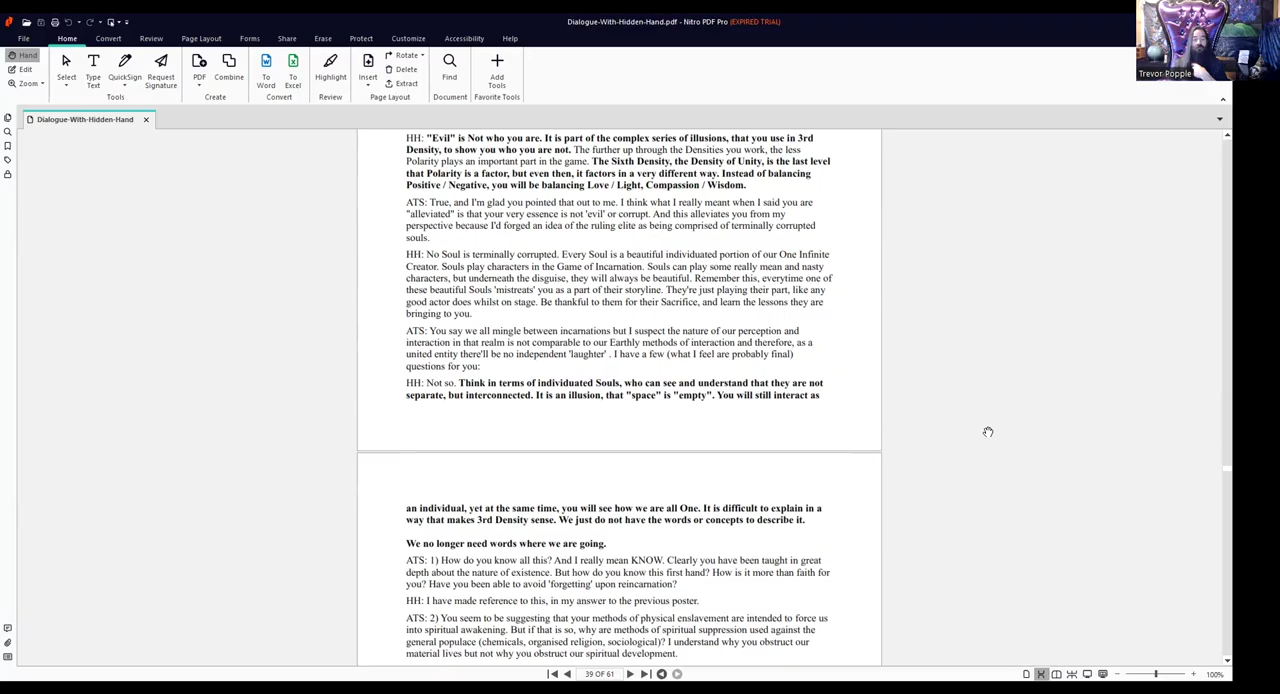 Dialogue-With-Hidden-Hand.pdf - Nitro PDF Pro (EXPIRED TRIAL)
File Home Convert Review Page Layout Forms Share Erase Protect Customize Accessibility Help
Hand
Edit
Zoom
Select
Type Text
QuickSign
Request Signature
Tools
PDF
Combine
Create
To Word
To Excel
Convert
Highlight
Review
Insert
Rotate
Delete
Extract
Page Layout
Find
Document
Add Tools
Favorite Tools
Trevor Popple
Dialogue-With-Hidden-Hand
HH: "Evil" is Not who you are. It is part of the complex series of illusions, that you use in 3rd
Density, to show you who you are not. The further up through the Densities you work, the less
Polarity plays an important part in the game. The Sixth Density, the Density of Unity, is the last level
that Polarity is a factor, but even then, it factors in a very different way. Instead of balancing
Positive / Negative, you will be balancing Love / Light, Compassion / Wisdom.
ATS: True, and I'm glad you pointed that out to me. I think what I really meant when I said you are
"alleviated" is that your very essence is not 'evil' or corrupt. And this alleviates you from my
perspective because I'd forged an idea of the ruling elite as being comprised of terminally corrupted
souls.
HH: No Soul is terminally corrupted. Every Soul is a beautiful individuated portion of our One Infinite
Creator. Souls play characters in the Game of Incarnation. Souls can play some really mean and nasty
characters, but underneath the disguise, they will always be beautiful. Remember this, everytime one of
these beautiful Souls 'mistreats' you as a part of their storyline. They're just playing their part, like any
good actor does whilst on stage. Be thankful to them for their Sacrifice, and learn the lessons they are
bringing to you.
ATS: You say we all mingle between incarnations but I suspect the nature of our perception and
interaction in that realm is not comparable to our Earthly methods of interaction and therefore, as a
united entity there'll be no independent 'laughter' . I have a few (what I feel are probably final)
questions for you:
HH: Not so. Think in terms of individuated Souls, who can see and understand that they are not
separate, but interconnected. It is an illusion, that "space" is "empty". You will still interact as
an individual, yet at the same time, you will see how we are all One. It is difficult to explain in a
way that makes 3rd Density sense. We just do not have the words or concepts to describe it.
We no longer need words where we are going.
ATS: 1) How do you know all this? And I really mean KNOW. Clearly you have been taught in great
depth about the nature of existence. But how do you know this first hand? How is it more than faith for
you? Have you been able to avoid 'forgetting' upon reincarnation?
HH: I have made reference to this, in my answer to the previous poster.
ATS: 2) You seem to be suggesting that your methods of physical enslavement are intended to force us
into spiritual awakening. But if that is so, why are methods of spiritual suppression used against the
general populace (chemicals, organised religion, sociological)? I understand why you obstruct our
material lives but not why you obstruct our spiritual development.
39 OF 61
100%